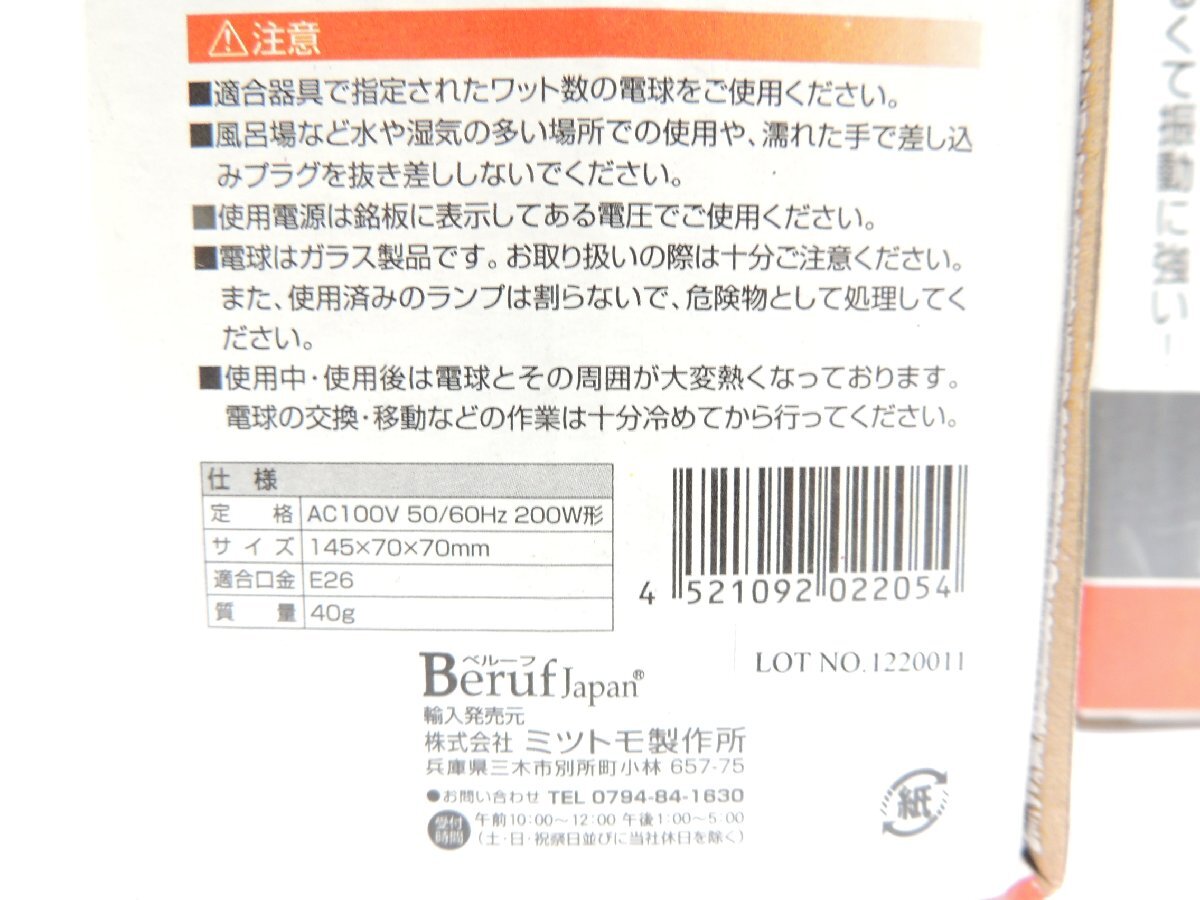 ⚠注意
■適合器具で指定されたワット数の電球をご使用ください。
■風呂場など水や湿気の多い場所での使用や、濡れた手で差し込
みプラグを抜き差ししないでください。
■使用電源は銘板に表示してある電圧でご使用ください。
■電球はガラス製品です。お取り扱いの際は十分ご注意ください。
また、使用済みのランプは割らないで、危険物として処理してく
ださい。
■使用中・使用後は電球とその周囲が大変熱くなっております。
電球の交換・移動などの作業は十分冷めてから行ってください。
仕様
定格 AC100V 50/60Hz 200W形
サイズ 145×70×70mm
適合口金 E26
質量 40g
4 521092 022054
LOT NO.1220011
ベルーフ
Beruf Japan®
輸入発売元
株式会社 ミツトモ製作所
兵庫県三木市別所町小林 657-75
●お問い合わせ TEL 0794-84-1630
受付時間 午前10:00〜12:00 午後1:00〜5:00
(土・日・祝祭日並びに当社休日を除く)
紙
くて振動に強い!